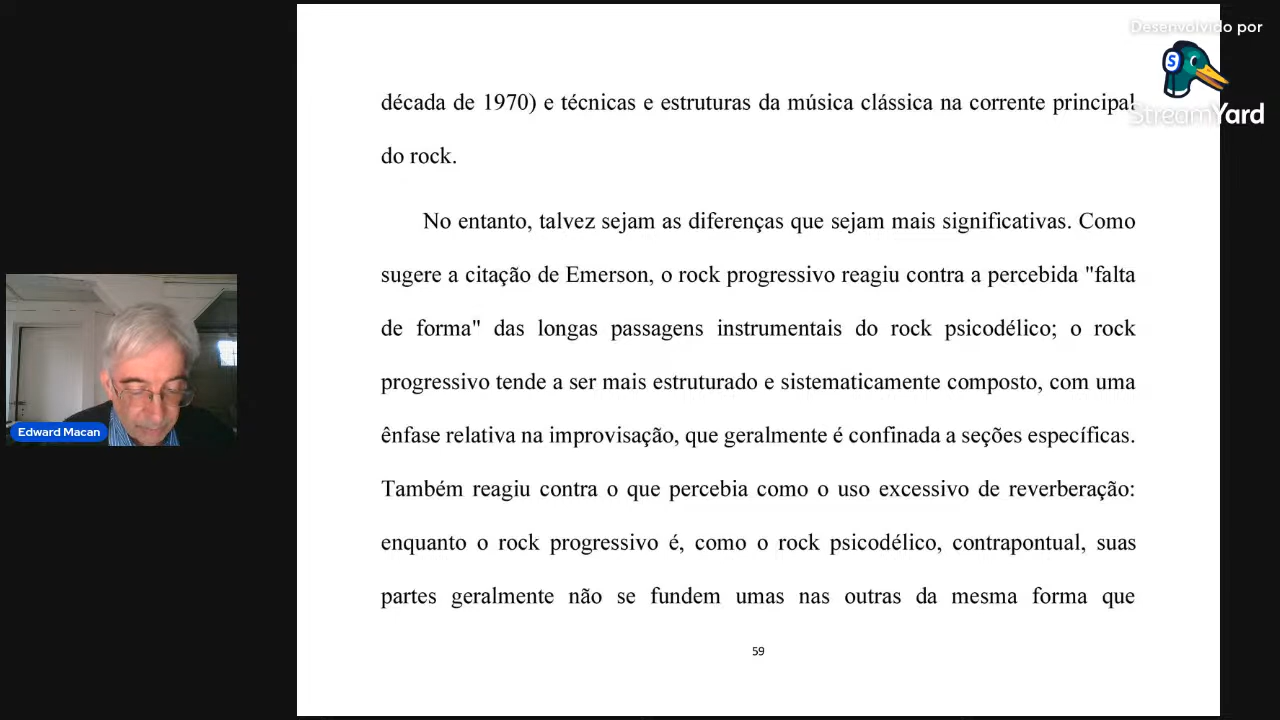 Desenvolvido por
StreamYard
década de 1970) e técnicas e estruturas da música clássica na corrente principal
do rock.
No entanto, talvez sejam as diferenças que sejam mais significativas. Como
sugere a citação de Emerson, o rock progressivo reagiu contra a percebida "falta
de forma" das longas passagens instrumentais do rock psicodélico; o rock
progressivo tende a ser mais estruturado e sistematicamente composto, com uma
ênfase relativa na improvisação, que geralmente é confinada a seções específicas.
Também reagiu contra o que percebia como o uso excessivo de reverberação:
enquanto o rock progressivo é, como o rock psicodélico, contrapontual, suas
partes geralmente não se fundem umas nas outras da mesma forma que
59
Edward Macan